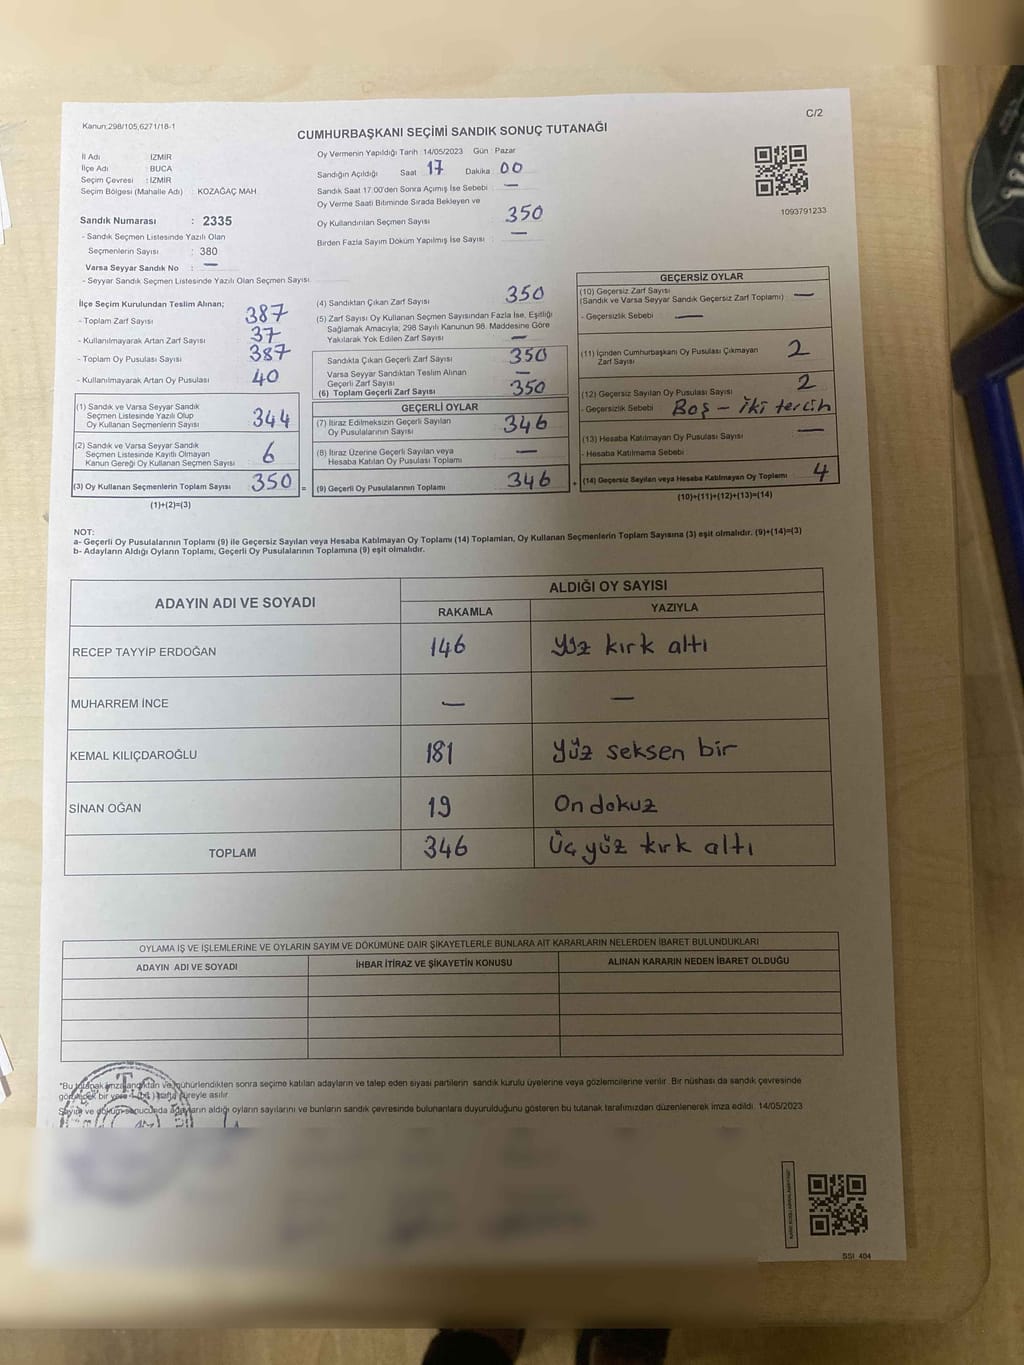 Kanun;298/105,6271/18-1
C/2
CUMHURBAŞKANI SEÇİMİ SANDIK SONUÇ TUTANAĞI
İl Adı İZMİR
İlçe Adı : BUCA
Seçim Çevresi : İZMİR
Seçim Bölgesi (Mahalle Adı) : KOZAĞAÇ MAH
Sandık Numarası : 2335
- Sandık Seçmen Listesinde Yazılı Olan
Seçmenlerin Sayısı : 380
Varsa Seyyar Sandık No : —
- Seyyar Sandık Seçmen Listesinde Yazılı Olan Seçmen Sayısı
Oy Vermenin Yapıldığı Tarih : 14/05/2023 Gün : Pazar
Sandığın Açıldığı Saat 17 Dakika 00
Sandık Saat 17:00'den Sonra Açımış İse Sebebi : —
Oy Verme Saati Bitiminde Sırada Bekleyen ve
Oy Kullandırılan Seçmen Sayısı 350
Birden Fazla Sayım Döküm Yapılmış İse Sayısı : —
1093791233
İlçe Seçim Kurulundan Teslim Alınan;
- Toplam Zarf Sayısı 387
- Kullanılmayarak Artan Zarf Sayısı 37
- Toplam Oy Pusulası Sayısı 387
- Kullanılmayarak Artan Oy Pusulası 40
(1) Sandık ve Varsa Seyyar Sandık
Seçmen Listesinde Yazılı Olup
Oy Kullanan Seçmenlerin Sayısı 344
(2) Sandık ve Varsa Seyyar Sandık
Seçmen Listesinde Kayıtlı Olmayan
Kanun Gereği Oy Kullanan Seçmen Sayısı 6
(3) Oy Kullanan Seçmenlerin Toplam Sayısı 350 =
(1)+(2)=(3)
(4) Sandıktan Çıkan Zarf Sayısı 350
(5) Zarf Sayısı Oy Kullanan Seçmen Sayısından Fazla İse, Eşitliği
Sağlamak Amacıyla; 298 Sayılı Kanunun 98. Maddesine Göre
Yakılarak Yok Edilen Zarf Sayısı —
Sandıkta Çıkan Geçerli Zarf Sayısı 350
Varsa Seyyar Sandıktan Teslim Alınan
Geçerli Zarf Sayısı —
(6) Toplam Geçerli Zarf Sayısı 350
GEÇERLİ OYLAR
(7) İtiraz Edilmeksizin Geçerli Sayılan
Oy Pusulalarının Sayısı 346
(8) İtiraz Üzerine Geçerli Sayılan veya
Hesaba Katılan Oy Pusulası Toplamı —
(9) Geçerli Oy Pusulalarının Toplamı 346 +
GEÇERSİZ OYLAR
(10) Geçersiz Zarf Sayısı
(Sandık ve Varsa Seyyar Sandık Geçersiz Zarf Toplamı) —
- Geçersizlik Sebebi : —
(11) İçinden Cumhurbaşkanı Oy Pusulası Çıkmayan
Zarf Sayısı 2
(12) Geçersiz Sayılan Oy Pusulası Sayısı 2
- Geçersizlik Sebebi Boş - iki tercih
(13) Hesaba Katılmayan Oy Pusulası Sayısı —
- Hesaba Katılmama Sebebi
(14) Geçersiz Sayılan veya Hesaba Katılmayan Oy Toplamı 4
(10)+(11)+(12)+(13)=(14)
NOT:
a- Geçerli Oy Pusulalarının Toplamı (9) ile Geçersiz Sayılan veya Hesaba Katılmayan Oy Toplamı (14) Toplamları, Oy Kullanan Seçmenlerin Toplam Sayısına (3) eşit olmalıdır. (9)+(14)=(3)
b- Adayların Aldığı Oyların Toplamı, Geçerli Oy Pusulalarının Toplamına (9) eşit olmalıdır.
ADAYIN ADI VE SOYADI ALDIĞI OY SAYISI
RAKAMLA YAZIYLA
RECEP TAYYİP ERDOĞAN 146 yüz kırk altı
MUHARREM İNCE — —
KEMAL KILIÇDAROĞLU 181 yüz seksen bir
SİNAN OĞAN 19 On dokuz
TOPLAM 346 Üç yüz kırk altı
OYLAMA İŞ VE İŞLEMLERİNE VE OYLARIN SAYIM VE DÖKÜMÜNE DAİR ŞİKAYETLERLE BUNLARA AİT KARARLARIN NELERDEN İBARET BULUNDUKLARI
ADAYIN ADI VE SOYADI İHBAR İTİRAZ VE ŞİKAYETİN KONUSU ALINAN KARARIN NEDEN İBARET OLDUĞU
*Bu tutanak imzalandıktan ve mühürlendikten sonra seçime katılan adayların ve talep eden siyasi partilerin sandık kurulu üyelerine veya gözlemcilerine verilir. Bir nüshası da sandık çevresinde
görülebilecek bir yere 1 (bir) hafta süreyle asılır
Sayım ve döküm sonucunda adayların aldığı oyların sayılarını ve bunların sandık çevresinde bulunanlara duyurulduğunu gösteren bu tutanak tarafımızdan düzenlenerek imza edildi. 14/05/2023
SSI_404